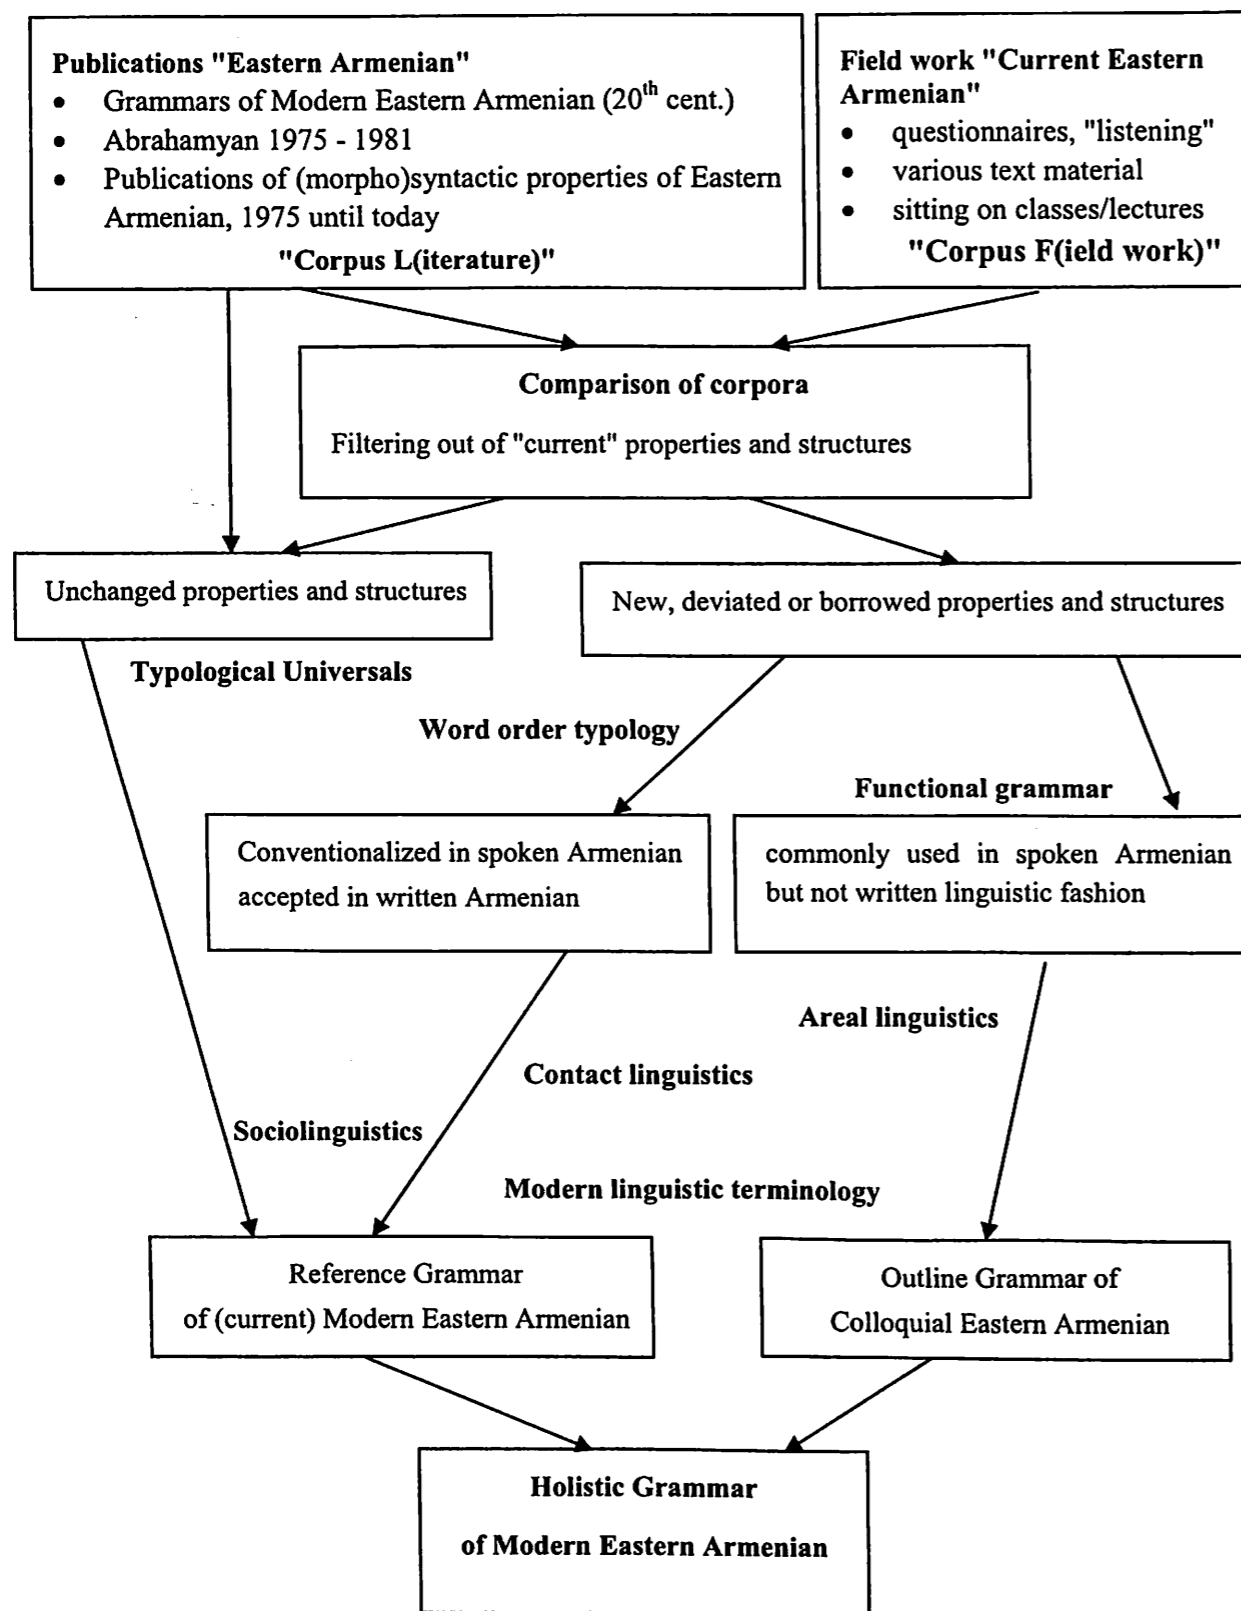 Publications "Eastern Armenian"
• Grammars of Modern Eastern Armenian (20th cent.)
• Abrahamyan 1975 - 1981
• Publications of (morpho)syntactic properties of Eastern
Armenian, 1975 until today
"Corpus L(iterature)"
Field work "Current Eastern
Armenian"
• questionnaires, "listening"
• various text material
• sitting on classes/lectures
"Corpus F(ield work)"
Comparison of corpora
Filtering out of "current" properties and structures
Unchanged properties and structures
New, deviated or borrowed properties and structures
Typological Universals
Word order typology
Functional grammar
Conventionalized in spoken Armenian
accepted in written Armenian
commonly used in spoken Armenian
but not written linguistic fashion
Areal linguistics
Contact linguistics
Sociolinguistics
Modern linguistic terminology
Reference Grammar
of (current) Modern Eastern Armenian
Outline Grammar of
Colloquial Eastern Armenian
Holistic Grammar
of Modern Eastern Armenian